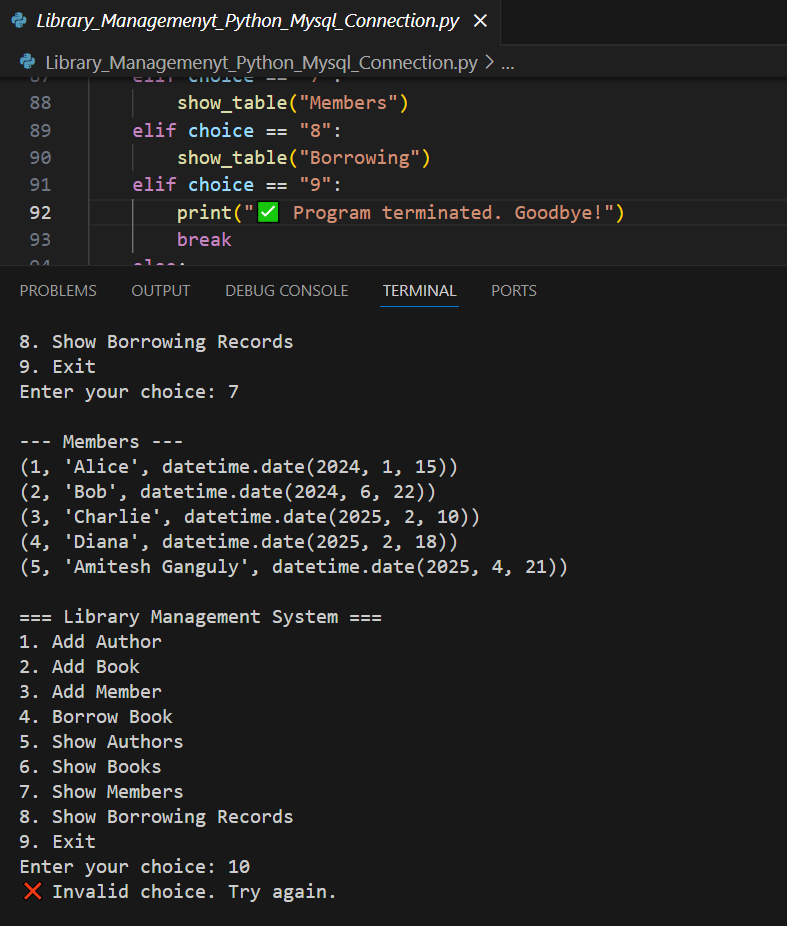 Library_Managemenyt_Python_Mysql_Connection.py ×
Library_Managemenyt_Python_Mysql_Connection.py > ...
87 elif choice == "7":
88 show_table("Members")
89 elif choice == "8":
90 show_table("Borrowing")
91 elif choice == "9":
92 print("✅ Program terminated. Goodbye!")
93 break
94 else:
PROBLEMS OUTPUT DEBUG CONSOLE TERMINAL PORTS
8. Show Borrowing Records
9. Exit
Enter your choice: 7
--- Members ---
(1, 'Alice', datetime.date(2024, 1, 15))
(2, 'Bob', datetime.date(2024, 6, 22))
(3, 'Charlie', datetime.date(2025, 2, 10))
(4, 'Diana', datetime.date(2025, 2, 18))
(5, 'Amitesh Ganguly', datetime.date(2025, 4, 21))
=== Library Management System ===
1. Add Author
2. Add Book
3. Add Member
4. Borrow Book
5. Show Authors
6. Show Books
7. Show Members
8. Show Borrowing Records
9. Exit
Enter your choice: 10
❌ Invalid choice. Try again.